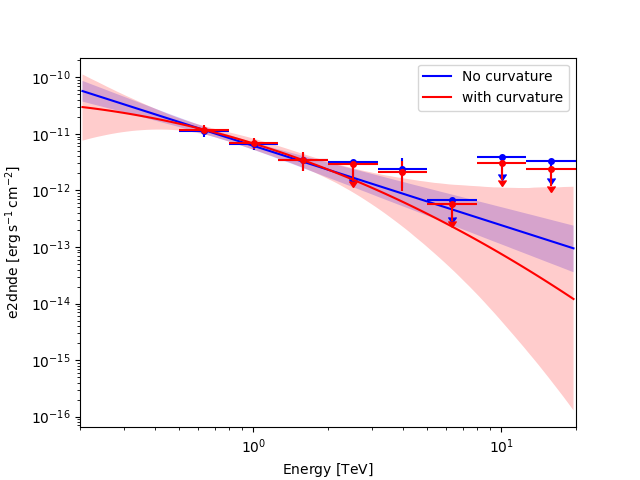 No curvature
with curvature
e2dnde [erg s⁻¹ cm⁻²]
10⁻¹⁰
10⁻¹¹
10⁻¹²
10⁻¹³
10⁻¹⁴
10⁻¹⁵
10⁻¹⁶
10⁰ 10¹
Energy [TeV]